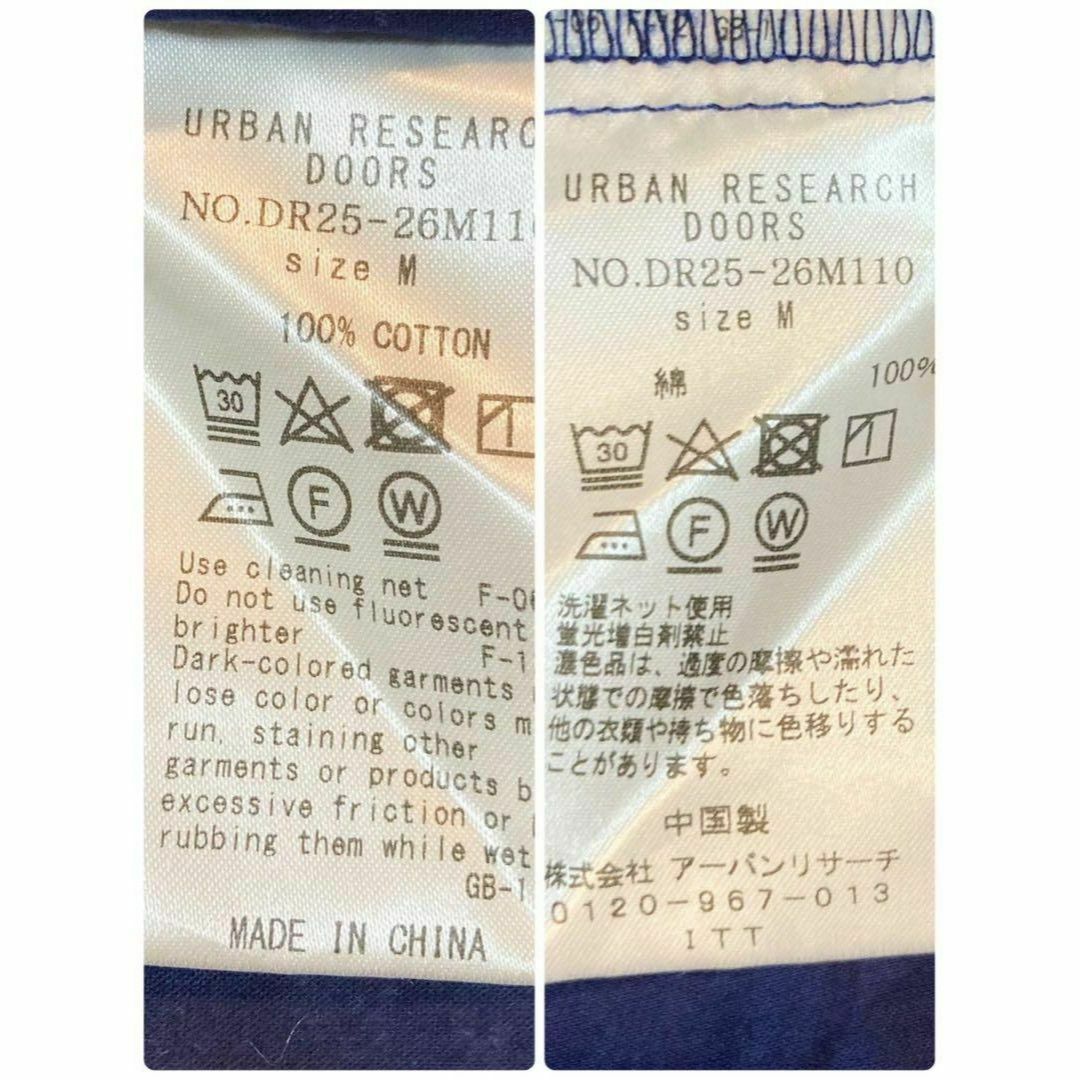 URBAN RESEARC
DOORS
NO.DR25-26M11
size M
100% COTTON
30
F
W
Use cleaning net F-0
Do not use fluorescent
brighter F-1
Dark-colored garments
lose color or colors m
run, staining other
garments or products b
excessive friction or
rubbing them while wet
GB-1
MADE IN CHINA
URBAN RESEARCH
DOORS
NO.DR25-26M110
size M
綿 100%
30
F
W
洗濯ネット使用
蛍光増白剤禁止
濃色品は、過度の摩擦や濡れた
状態での摩擦で色落ちしたり、
他の衣類や持ち物に色移りする
ことがあります。
中国製
株式会社 アーバンリサーチ
0120-967-013
ITT